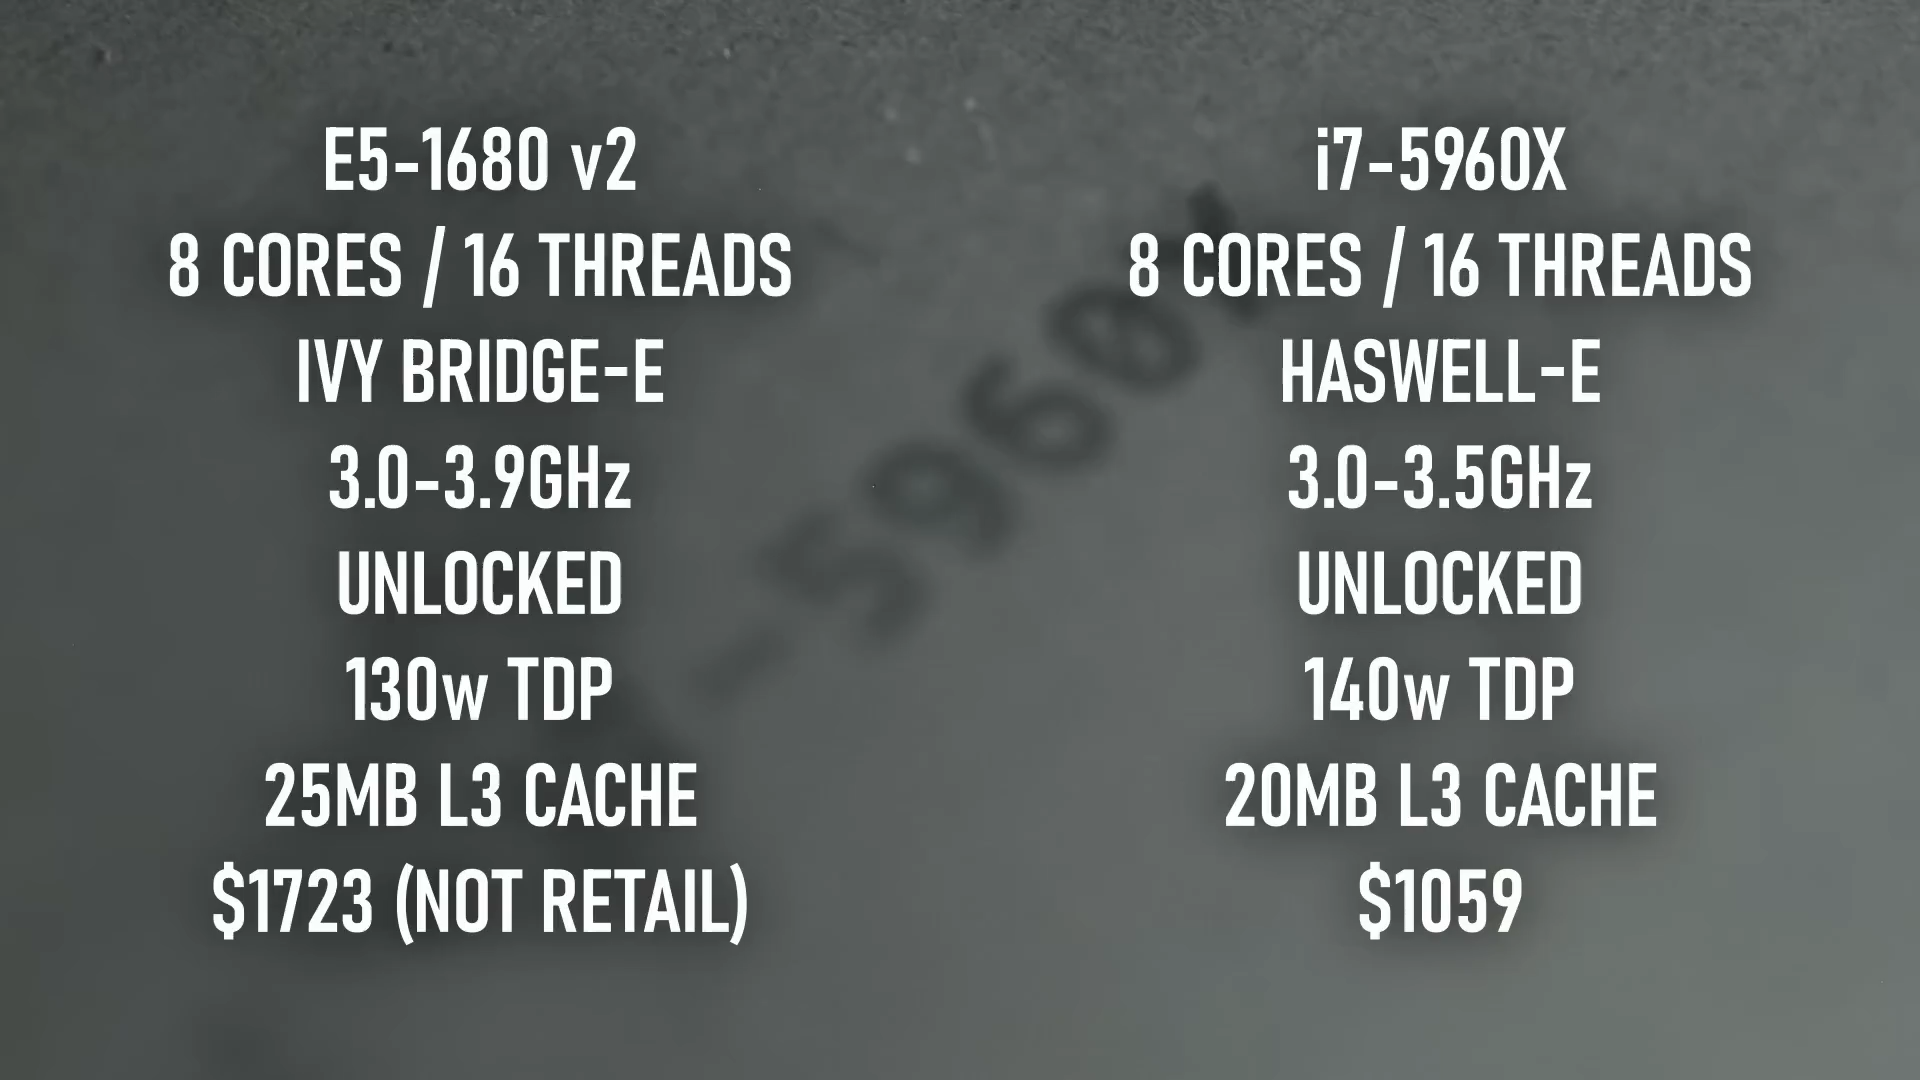 E5-1680 v2
8 CORES / 16 THREADS
IVY BRIDGE-E
3.0-3.9GHz
UNLOCKED
130w TDP
25MB L3 CACHE
$1723 (NOT RETAIL)
i7-5960X
8 CORES / 16 THREADS
HASWELL-E
3.0-3.5GHz
UNLOCKED
140w TDP
20MB L3 CACHE
$1059